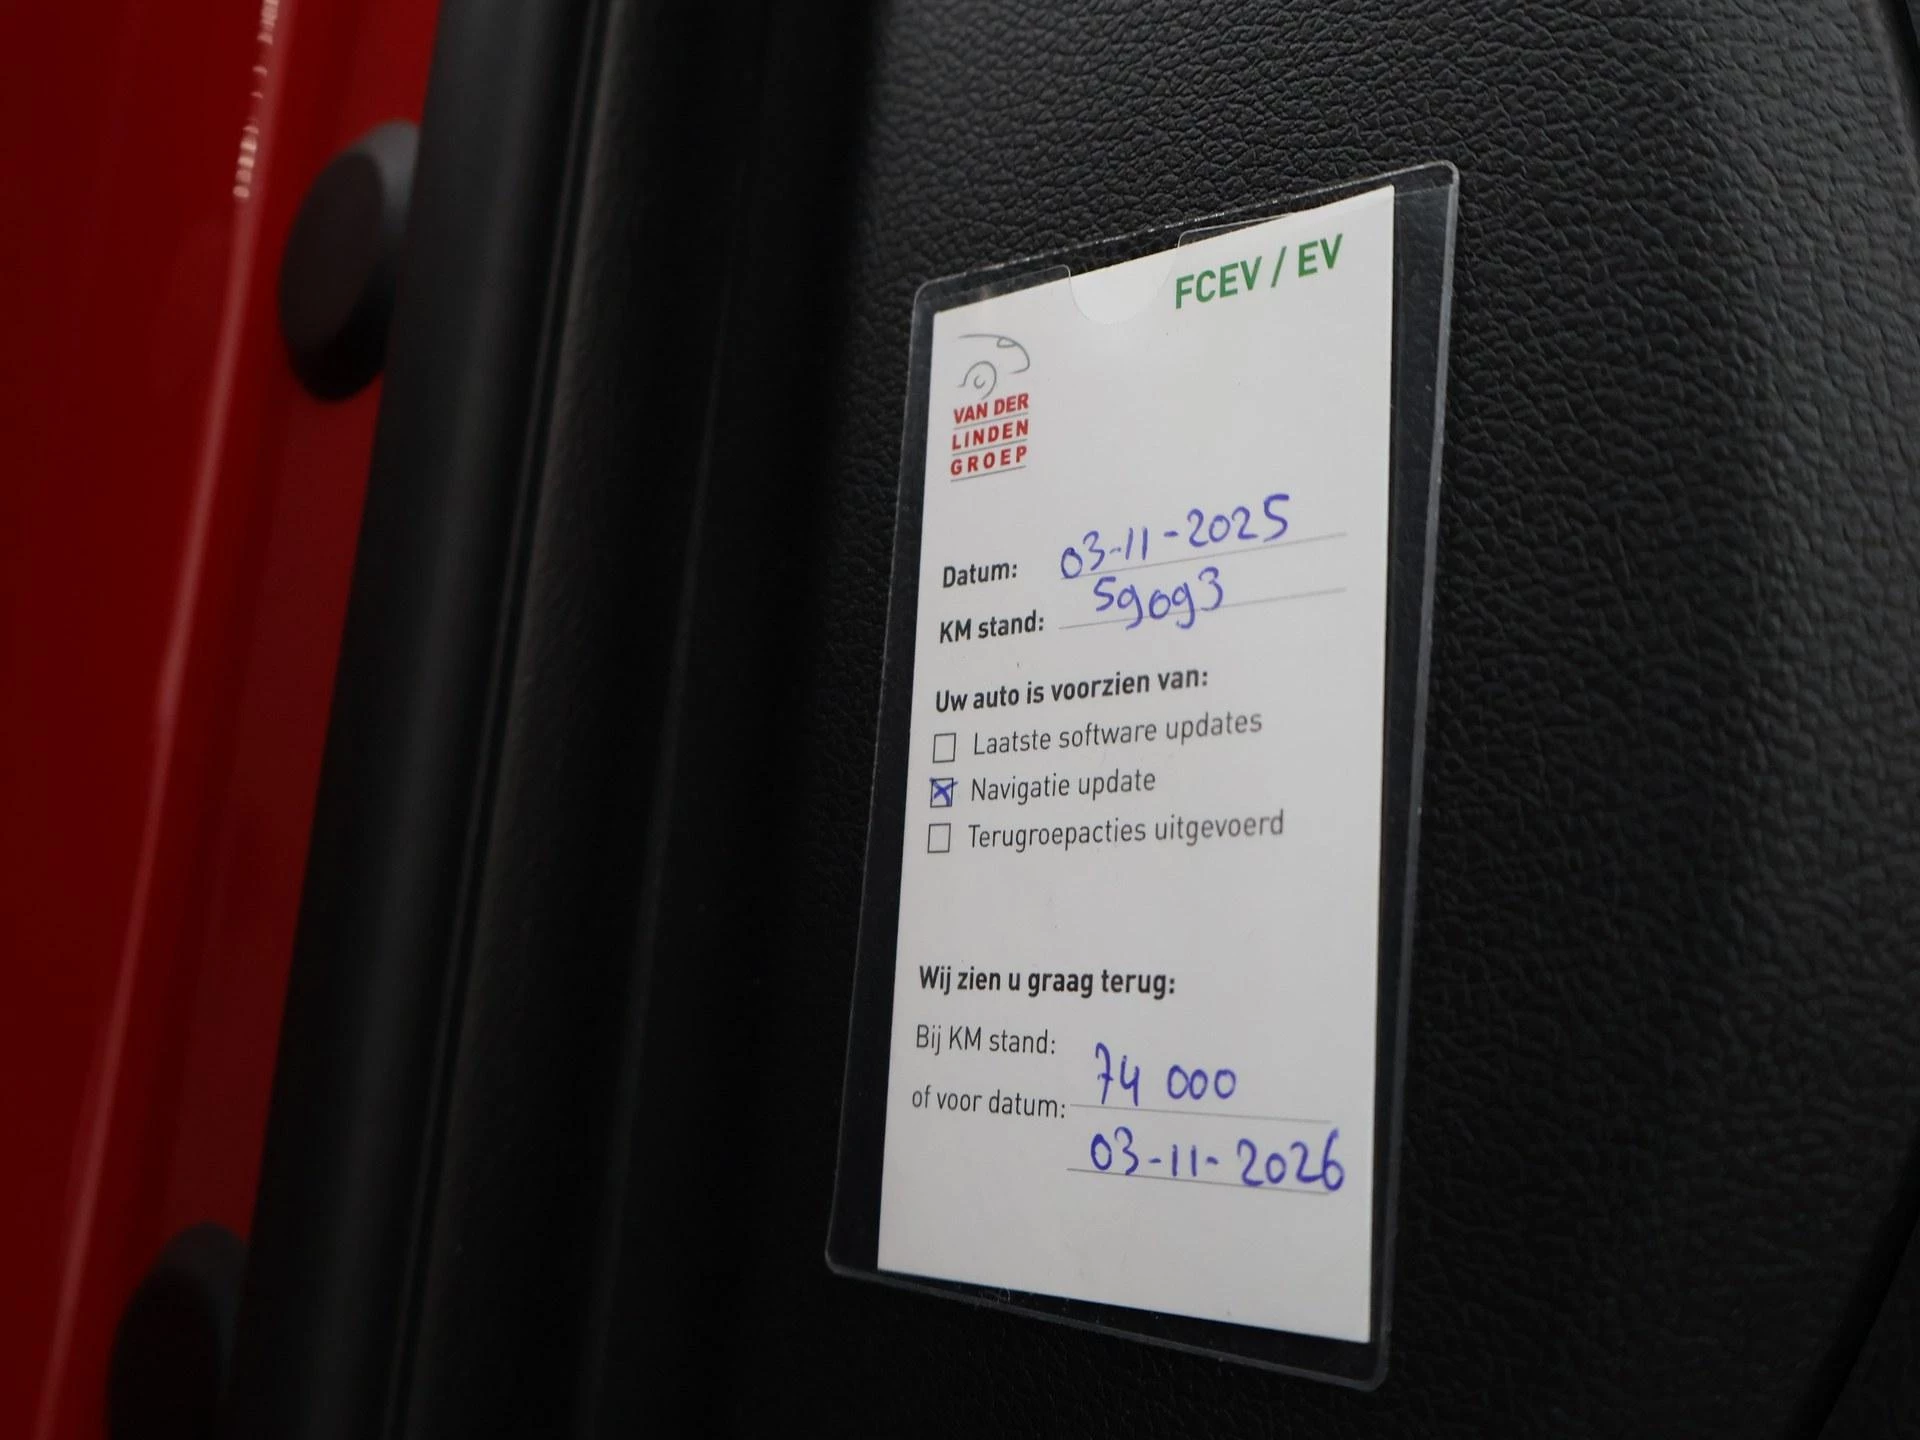 FCEV / EV
VAN DER
LINDEN
GROEP
Datum: 03-11-2025
KM stand: 59093
Uw auto is voorzien van:
Laatste software updates
Navigatie update
Terugroepacties uitgevoerd
Wij zien u graag terug:
Bij KM stand: 74 000
of voor datum: 03-11-2026